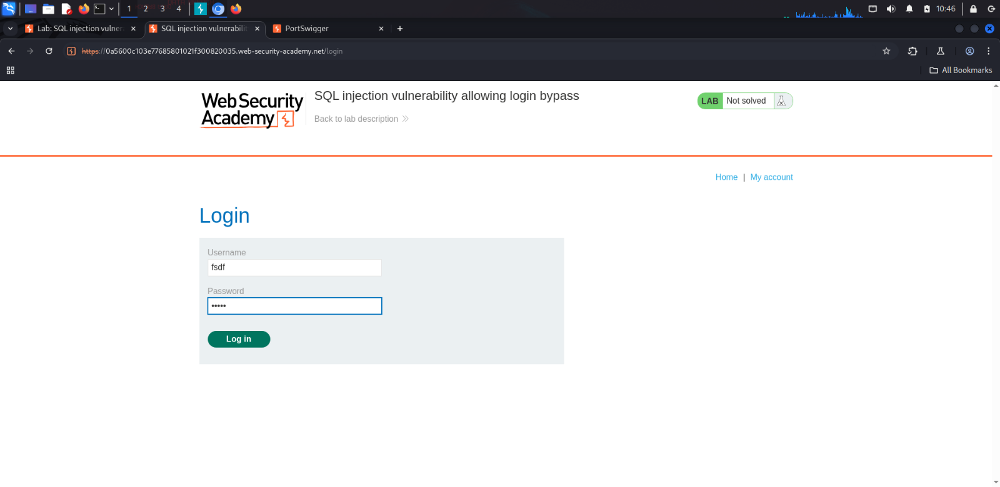 1 2 3 4 10:46
Lab: SQL injection vulner SQL injection vulnerabilit PortSwigger
https://0a5600c103e77685801021f300820035.web-security-academy.net/login
All Bookmarks
WebSecurity
Academy
SQL injection vulnerability allowing login bypass
Back to lab description
LAB Not solved
Home | My account
Login
Username
fsdf
Password
•••••
Log in